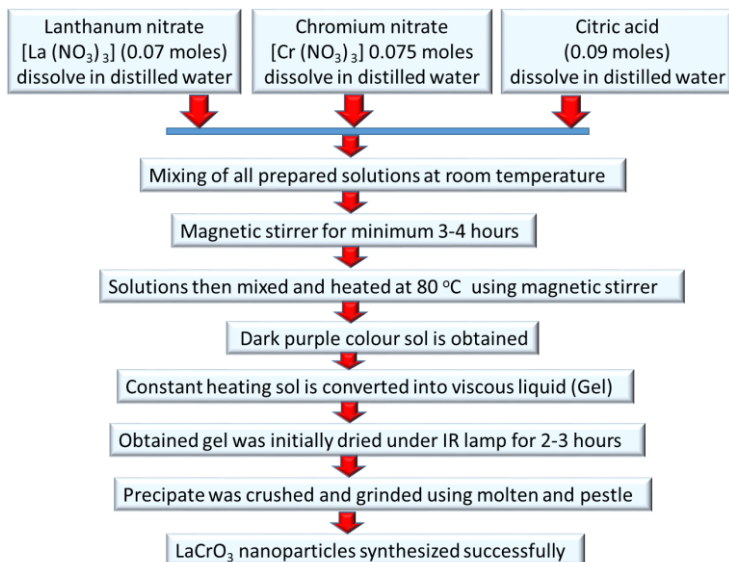 Lanthanum nitrate
[La (NO₃)₃] (0.07 moles)
dissolve in distilled water
Chromium nitrate
[Cr (NO₃)₃] 0.075 moles
dissolve in distilled water
Citric acid
(0.09 moles)
dissolve in distilled water
Mixing of all prepared solutions at room temperature
Magnetic stirrer for minimum 3-4 hours
Solutions then mixed and heated at 80 ⁰C using magnetic stirrer
Dark purple colour sol is obtained
Constant heating sol is converted into viscous liquid (Gel)
Obtained gel was initially dried under IR lamp for 2-3 hours
Precipate was crushed and grinded using molten and pestle
LaCrO₃ nanoparticles synthesized successfully